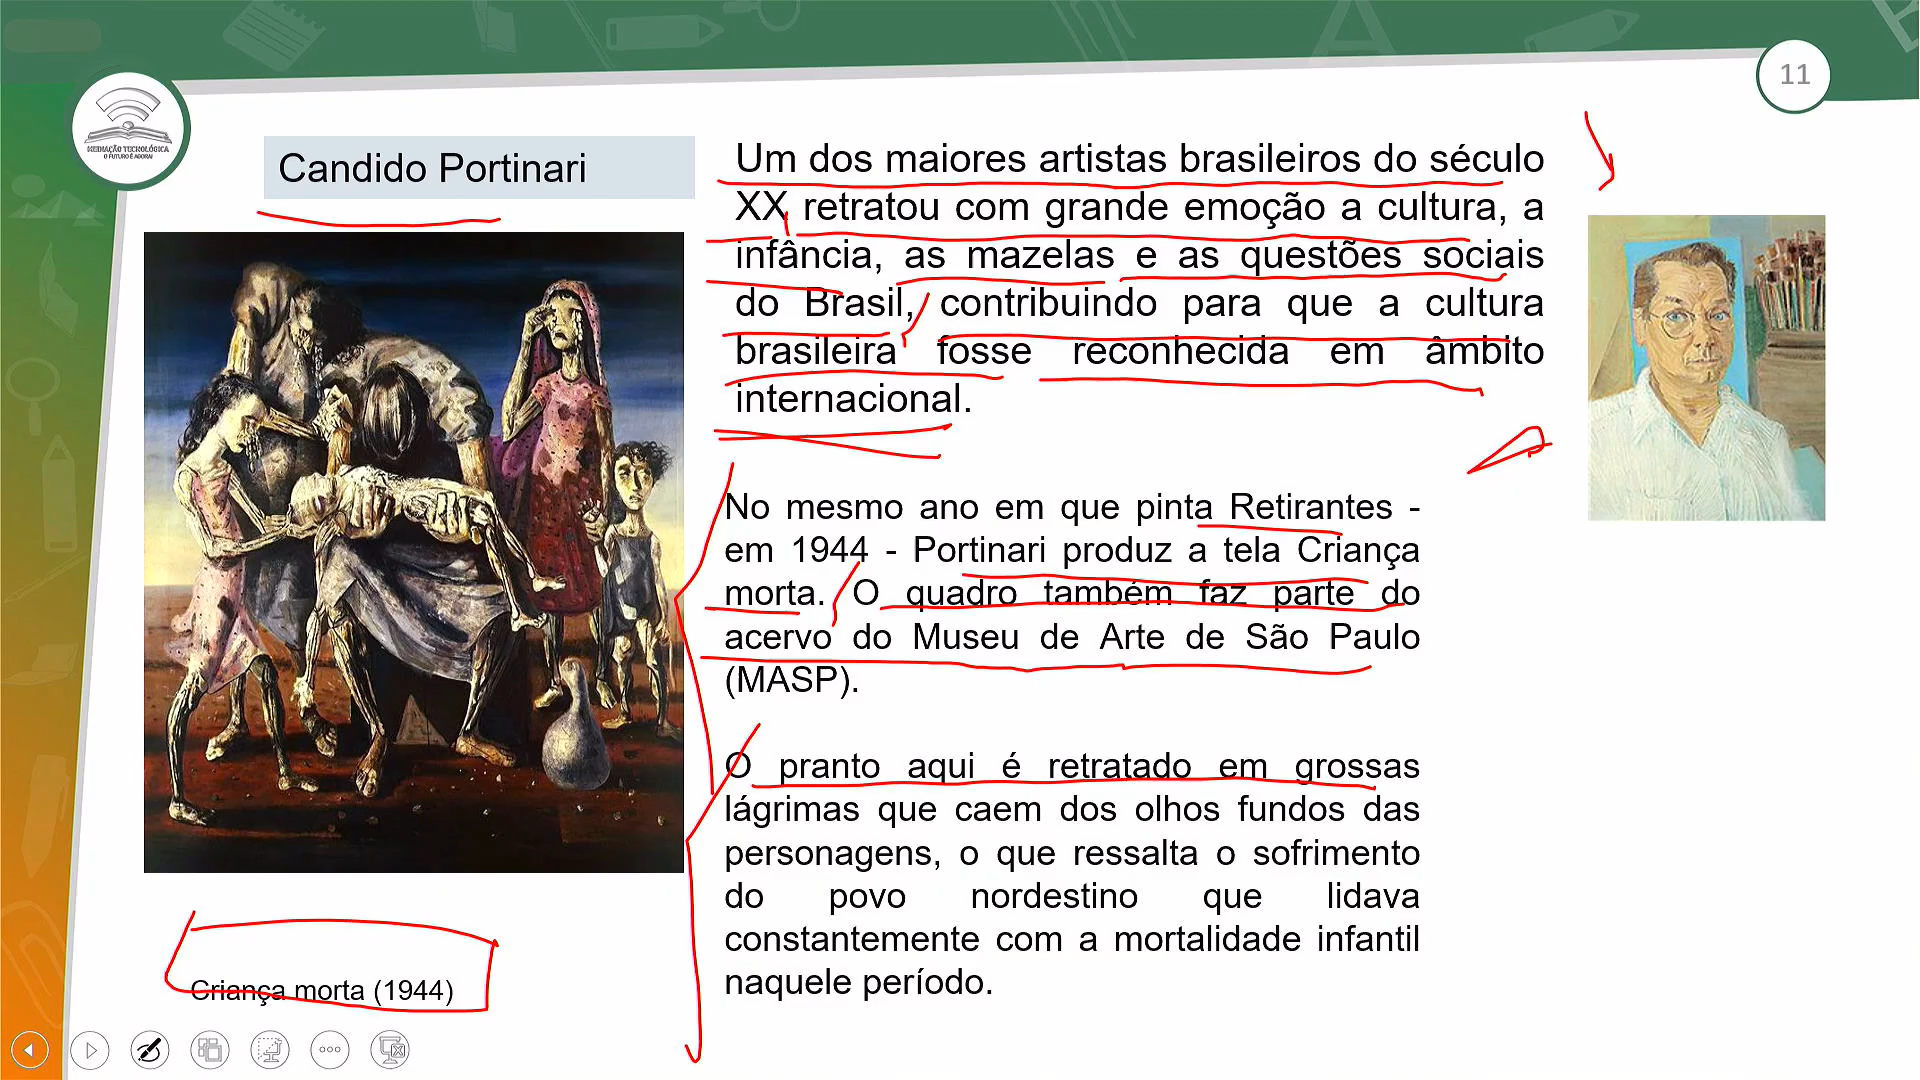 11
MEDIAÇÃO TECNOLÓGICA
O FUTURO É AGORA!
Candido Portinari
Um dos maiores artistas brasileiros do século
XX retratou com grande emoção a cultura, a
infância, as mazelas e as questões sociais
do Brasil, contribuindo para que a cultura
brasileira fosse reconhecida em âmbito
internacional.
No mesmo ano em que pinta Retirantes -
em 1944 - Portinari produz a tela Criança
morta. O quadro também faz parte do
acervo do Museu de Arte de São Paulo
(MASP).
O pranto aqui é retratado em grossas
lágrimas que caem dos olhos fundos das
personagens, o que ressalta o sofrimento
do povo nordestino que lidava
constantemente com a mortalidade infantil
naquele período.
Criança morta (1944)